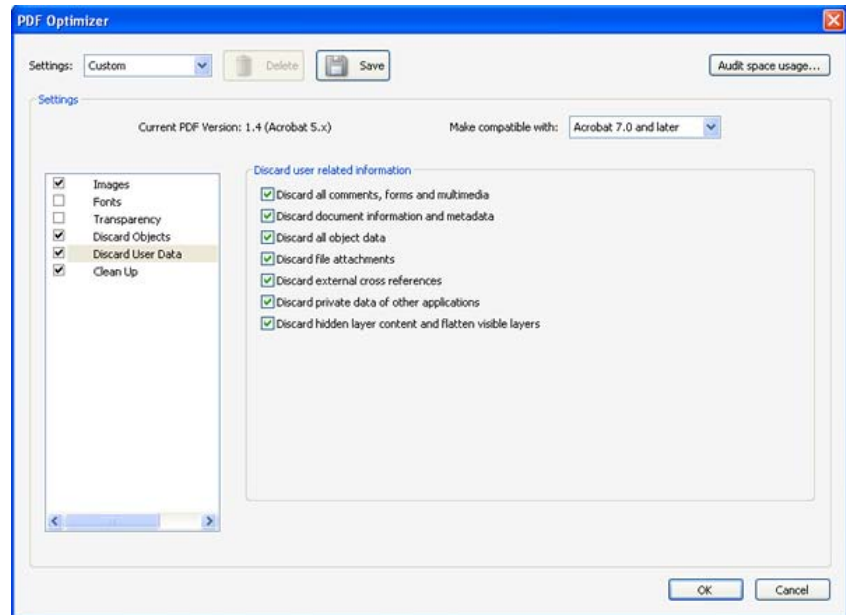 PDF Optimizer
Settings: Custom Delete Save Audit space usage...
Settings
Current PDF Version: 1.4 (Acrobat 5.x) Make compatible with: Acrobat 7.0 and later
Discard user related information
Images
Fonts
Transparency
Discard Objects
Discard User Data
Clean Up
Discard all comments, forms and multimedia
Discard document information and metadata
Discard all object data
Discard file attachments
Discard external cross references
Discard private data of other applications
Discard hidden layer content and flatten visible layers
OK Cancel